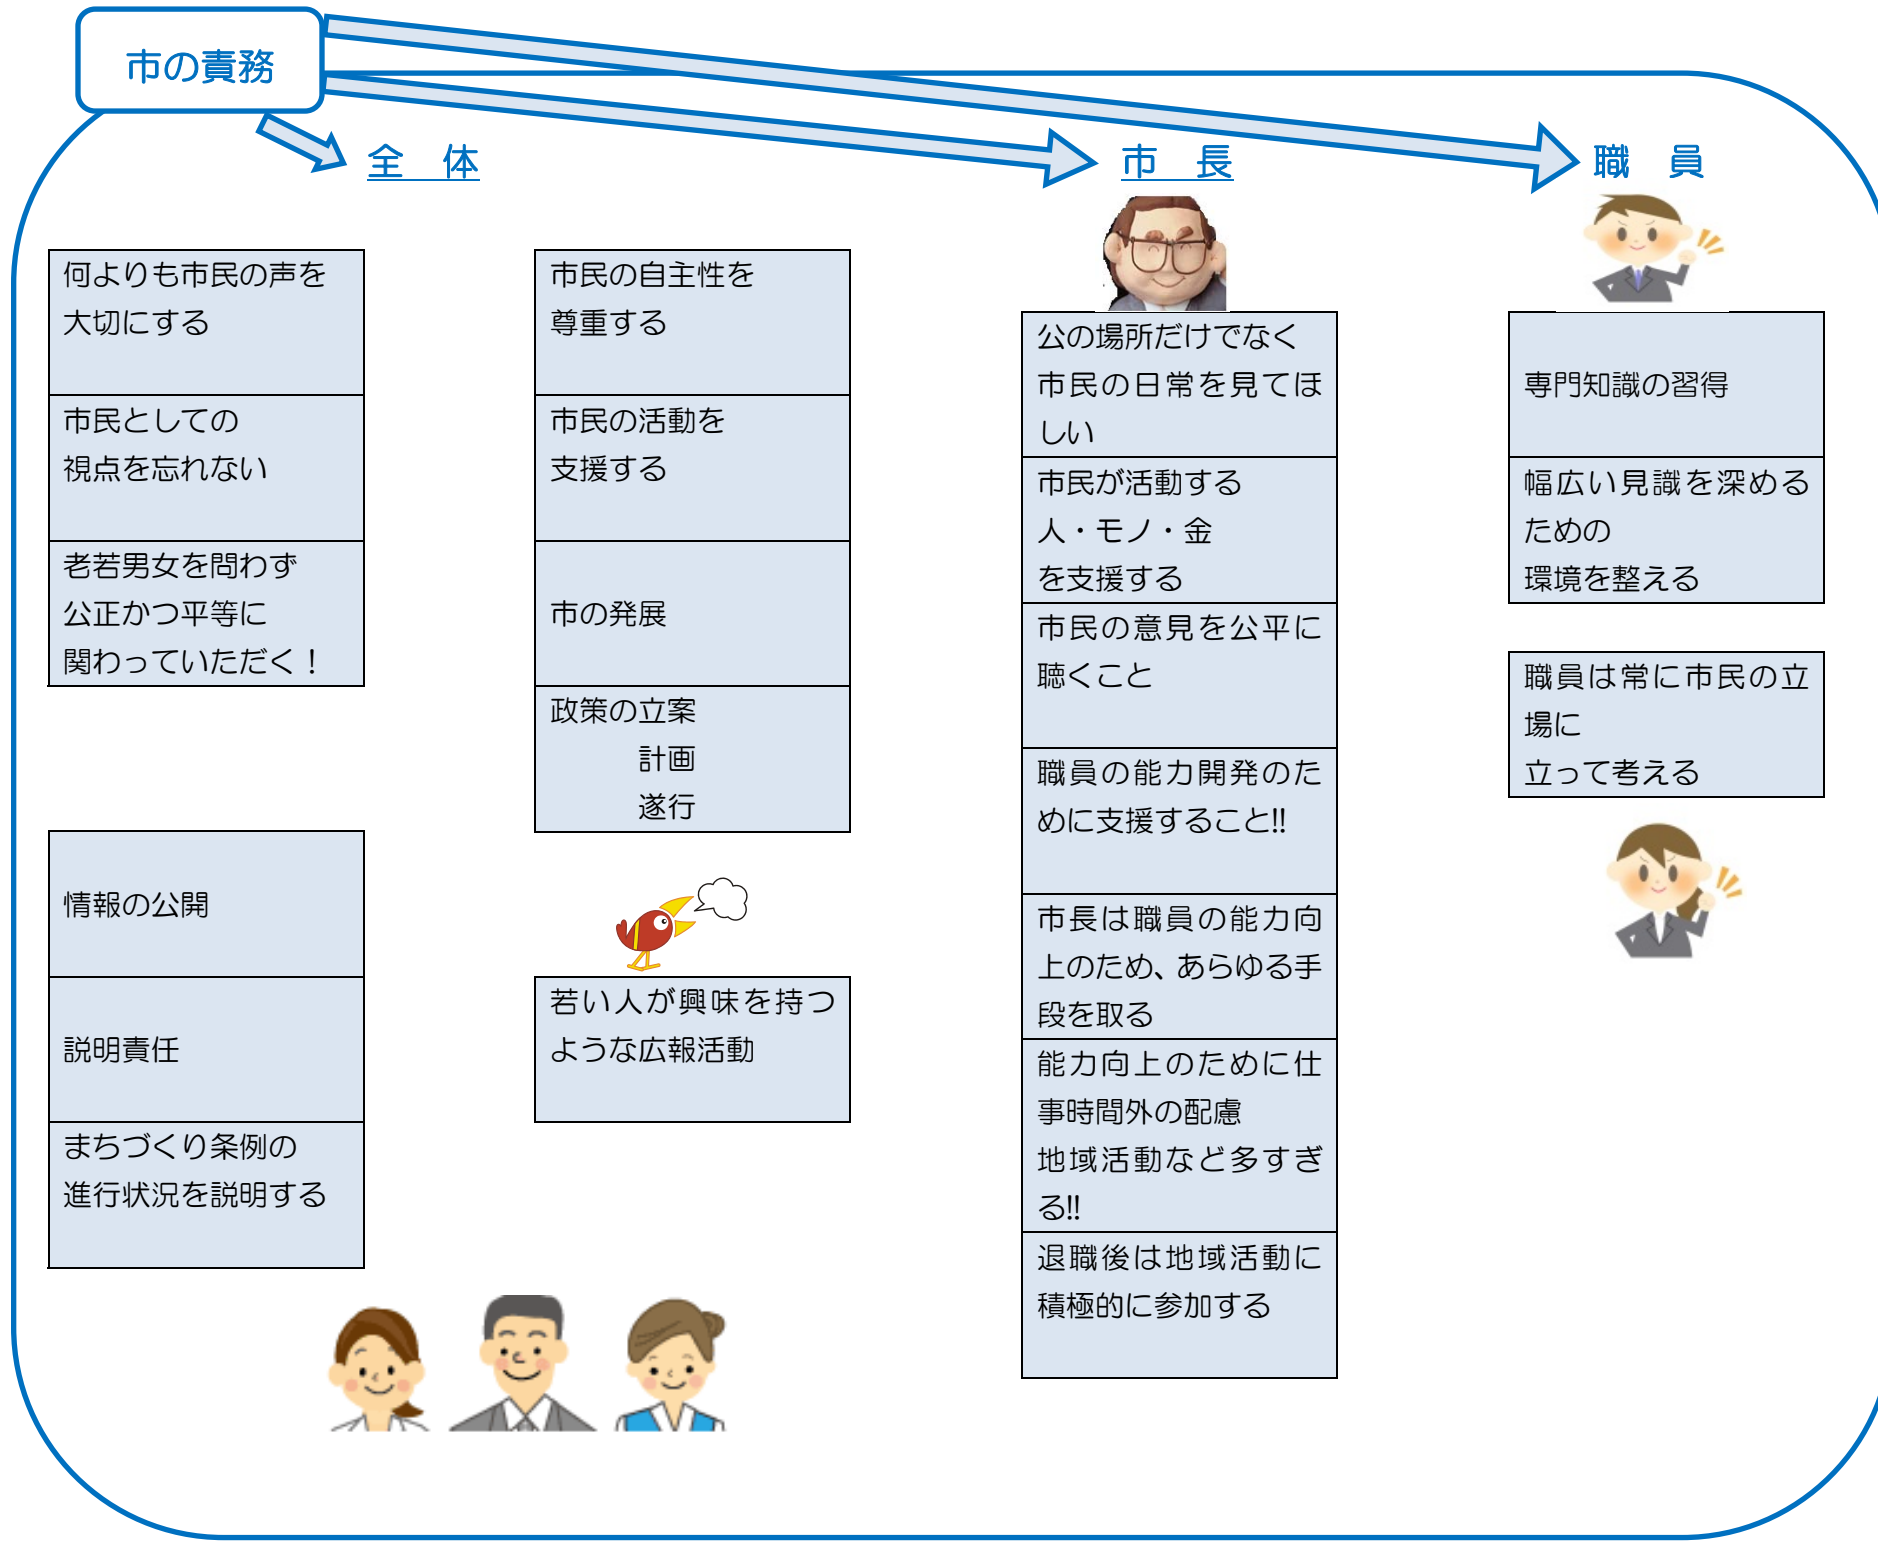 市の責務
全　体
市　長
職　員
何よりも市民の声を
大切にする
市民としての
視点を忘れない
老若男女を問わず
公正かつ平等に
関わっていただく！
情報の公開
説明責任
まちづくり条例の
進行状況を説明する
市民の自主性を
尊重する
市民の活動を
支援する
市の発展
政策の立案
計画
遂行
若い人が興味を持つ
ような広報活動
公の場所だけでなく
市民の日常を見てほ
しい
市民が活動する
人・モノ・金
を支援する
市民の意見を公平に
聴くこと
職員の能力開発のた
めに支援すること!!
市長は職員の能力向
上のため、あらゆる手
段を取る
能力向上のために仕
事時間外の配慮
地域活動など多すぎ
る!!
退職後は地域活動に
積極的に参加する
専門知識の習得
幅広い見識を深める
ための
環境を整える
職員は常に市民の立
場に
立って考える